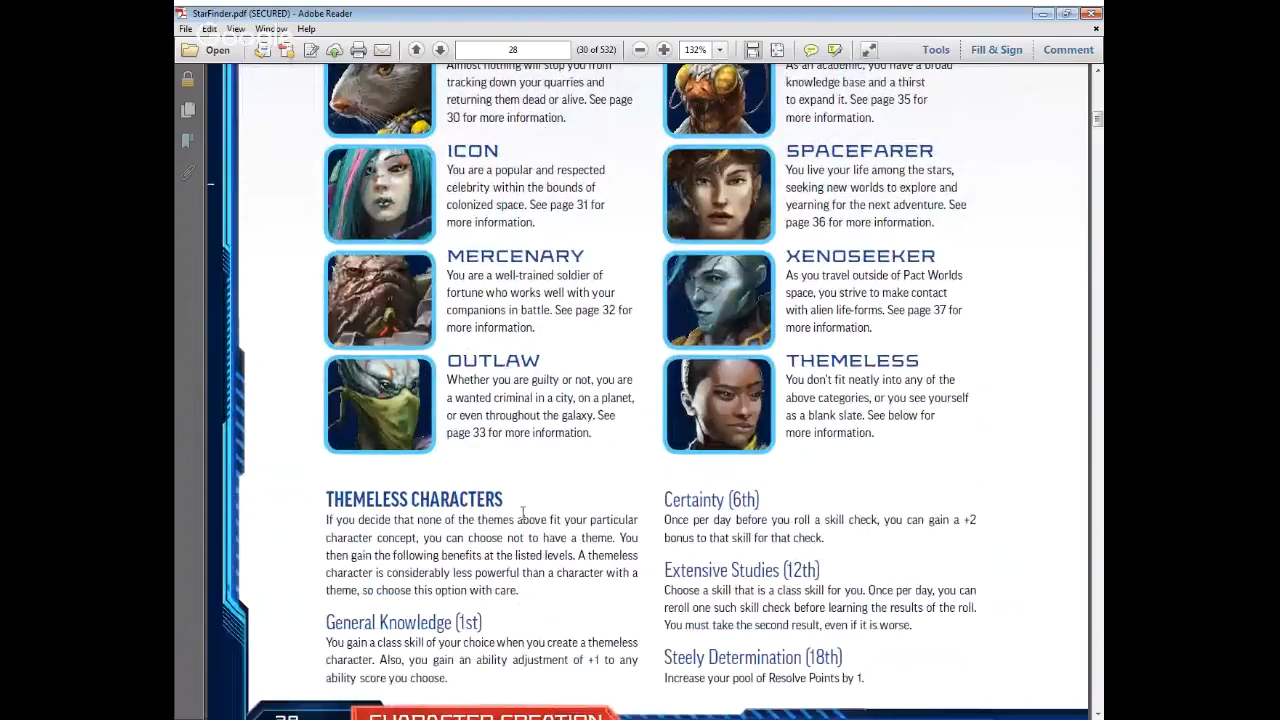 StarFinder.pdf (SECURED) - Adobe Reader
File Edit View Window Help
Google
Open 28 (30 of 532) 132% Tools Fill & Sign Comment
Almost nothing will stop you from
tracking down your quarries and
returning them dead or alive. See page
30 for more information.
As an academic, you have a broad
knowledge base and a thirst
to expand it. See page 35 for
more information.
ICON
You are a popular and respected
celebrity within the bounds of
colonized space. See page 31 for
more information.
SPACEFARER
You live your life among the stars,
seeking new worlds to explore and
yearning for the next adventure. See
page 36 for more information.
MERCENARY
You are a well-trained soldier of
fortune who works well with your
companions in battle. See page 32 for
more information.
XENOSEEKER
As you travel outside of Pact Worlds
space, you strive to make contact
with alien life-forms. See page 37 for
more information.
OUTLAW
Whether you are guilty or not, you are
a wanted criminal in a city, on a planet,
or even throughout the galaxy. See
page 33 for more information.
THEMELESS
You don't fit neatly into any of the
above categories, or you see yourself
as a blank slate. See below for
more information.
THEMELESS CHARACTERS
If you decide that none of the themes above fit your particular
character concept, you can choose not to have a theme. You
then gain the following benefits at the listed levels. A themeless
character is considerably less powerful than a character with a
theme, so choose this option with care.
General Knowledge (1st)
You gain a class skill of your choice when you create a themeless
character. Also, you gain an ability adjustment of +1 to any
ability score you choose.
Certainty (6th)
Once per day before you roll a skill check, you can gain a +2
bonus to that skill for that check.
Extensive Studies (12th)
Choose a skill that is a class skill for you. Once per day, you can
reroll one such skill check before learning the results of the roll.
You must take the second result, even if it is worse.
Steely Determination (18th)
Increase your pool of Resolve Points by 1.
28 CHARACTER CREATION